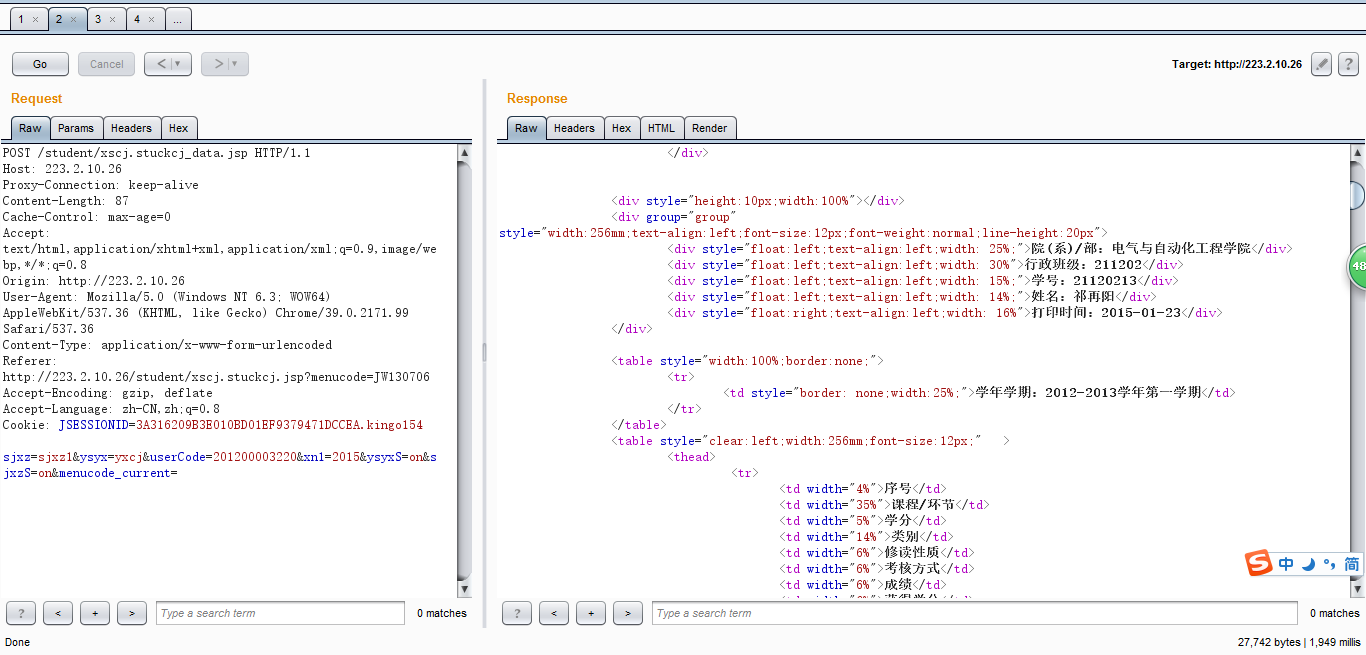 1 × 2 × 3 × 4 × ...
Go Cancel < | ▼ > | ▼ Target: http://223.2.10.26 ?
Request
Raw Params Headers Hex
POST /student/xscj.stuckcj_data.jsp HTTP/1.1
Host: 223.2.10.26
Proxy-Connection: keep-alive
Content-Length: 87
Cache-Control: max-age=0
Accept:
text/html,application/xhtml+xml,application/xml;q=0.9,image/we
bp,*/*;q=0.8
Origin: http://223.2.10.26
User-Agent: Mozilla/5.0 (Windows NT 6.3; WOW64)
AppleWebKit/537.36 (KHTML, like Gecko) Chrome/39.0.2171.99
Safari/537.36
Content-Type: application/x-www-form-urlencoded
Referer:
http://223.2.10.26/student/xscj.stuckcj.jsp?menucode=JW130706
Accept-Encoding: gzip, deflate
Accept-Language: zh-CN,zh;q=0.8
Cookie: JSESSIONID=3A316209B3E010BD01EF9379471DCCEA.kingo154
sjxz=sjxz1&ysyx=yxcj&userCode=201200003220&xn1=2015&ysyxS=on&s
jxzS=on&menucode_current=
? < + > Type a search term 0 matches
Response
Raw Headers Hex HTML Render
</div>
<div style="height:10px;width:100%"></div>
<div group="group"
style="width:256mm;text-align:left;font-size:12px;font-weight:normal;line-height:20px">
<div style="float:left;text-align:left;width: 25%;">院(系)/部：电气与自动化工程学院</div>
<div style="float:left;text-align:left;width: 30%">行政班级：211202</div>
<div style="float:left;text-align:left;width: 15%">学号：21120213</div>
<div style="float:left;text-align:left;width: 14%">姓名：祁再阳</div>
<div style="float:right;text-align:left;width: 16%">打印时间：2015-01-23</div>
</div>
<table style="width:100%;border:none;">
<tr>
<td style="border: none;width:25%;">学年学期：2012-2013学年第一学期</td>
</tr>
</table>
<table style="clear:left;width:256mm;font-size:12px;" >
<thead>
<tr>
<td width="4%">序号</td>
<td width="35%">课程/环节</td>
<td width="5%">学分</td>
<td width="14%">类别</td>
<td width="6%">修读性质</td>
<td width="6%">考核方式</td>
<td width="6%">成绩</td>
? < + > Type a search term 0 matches
48
S 中 简
Done 27,742 bytes | 1,949 millis